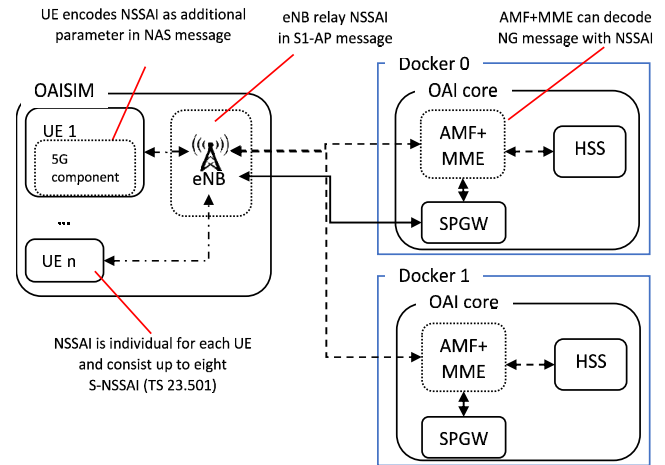 UE encodes NSSAI as additional
parameter in NAS message
eNB relay NSSAI
in S1-AP message
AMF+MME can decode
NG message with NSSAI
OAISIM
UE 1
5G
component
...
UE n
eNB
Docker 0
OAI core
AMF+
MME
HSS
SPGW
Docker 1
OAI core
AMF+
MME
HSS
SPGW
NSSAI is individual for each UE
and consist up to eight
S-NSSAI (TS 23.501)